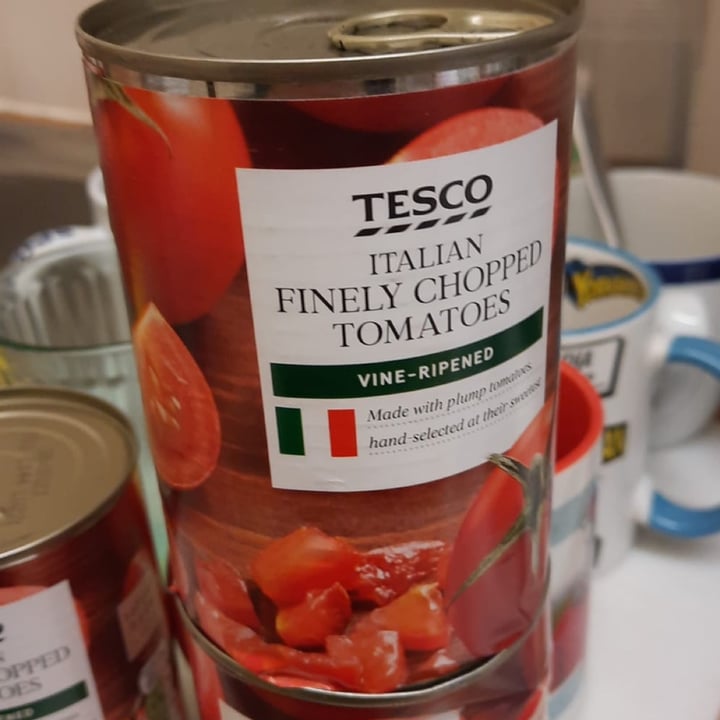 TESCO
ITALIAN
FINELY CHOPPED
TOMATOES
VINE-RIPENED
Made with plump tomatoes
hand-selected at their sweetest
OPPED
OES